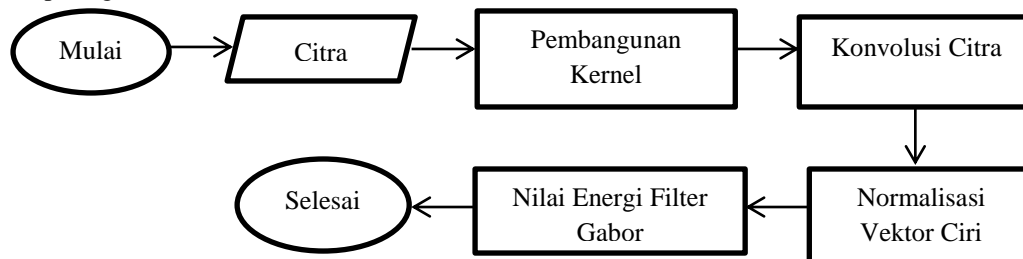 Mulai
Citra
Pembangunan
Kernel
Konvolusi Citra
Normalisasi
Vektor Ciri
Nilai Energi Filter
Gabor
Selesai